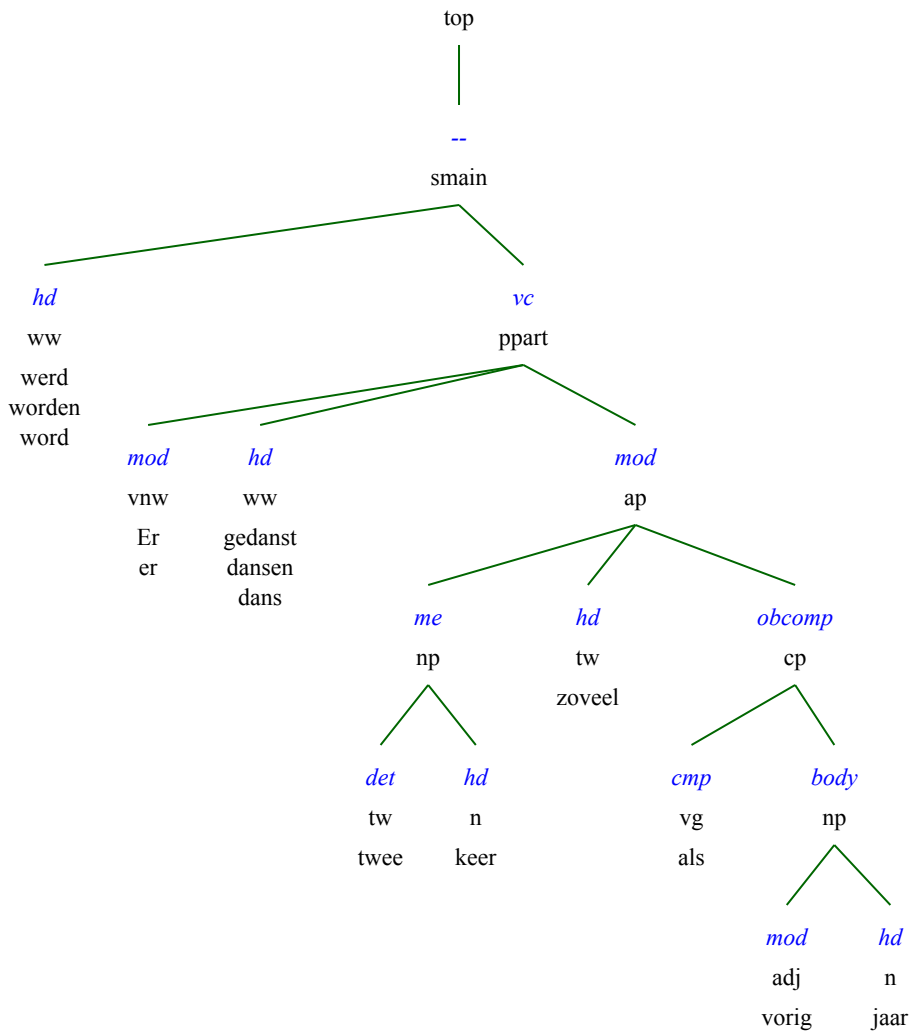 top
--
smain
hd vc
ww ppart
werd
worden
word
mod hd mod
vnw ww ap
Er gedanst
er dansen
dans
me hd obcomp
np tw cp
zoveel
det hd cmp body
tw n vg np
twee keer als
mod hd
adj n
vorig jaar